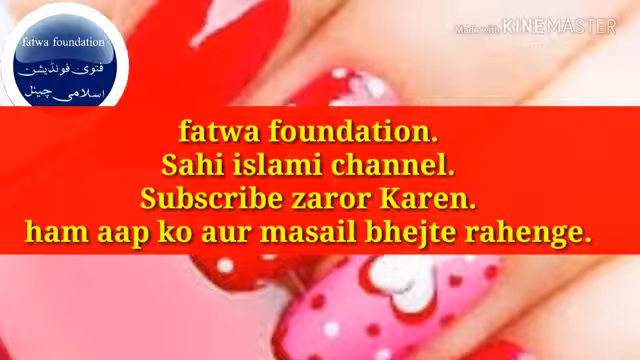 fatwa foundation
فتوی فونڈیشن
اسلامی چینل
Made with KINEMASTER
fatwa foundation.
Sahi islami channel.
Subscribe zaror Karen.
ham aap ko aur masail bhejte rahenge.